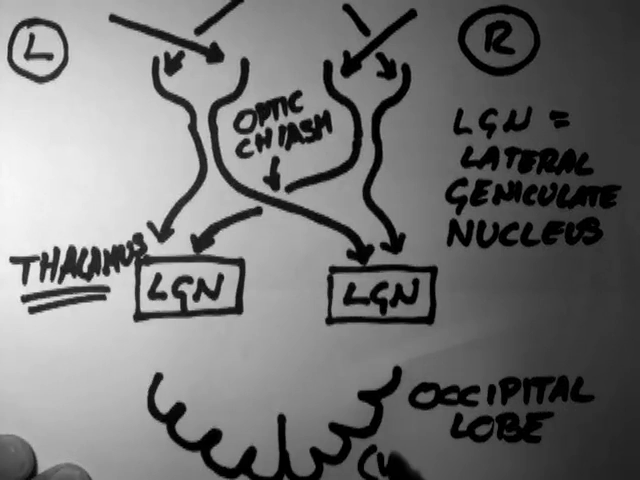 L
R
OPTIC
CHIASM
LGN =
LATERAL
GENICULATE
NUCLEUS
THALAMUS
LGN
LGN
OCCIPITAL
LOBE
(V